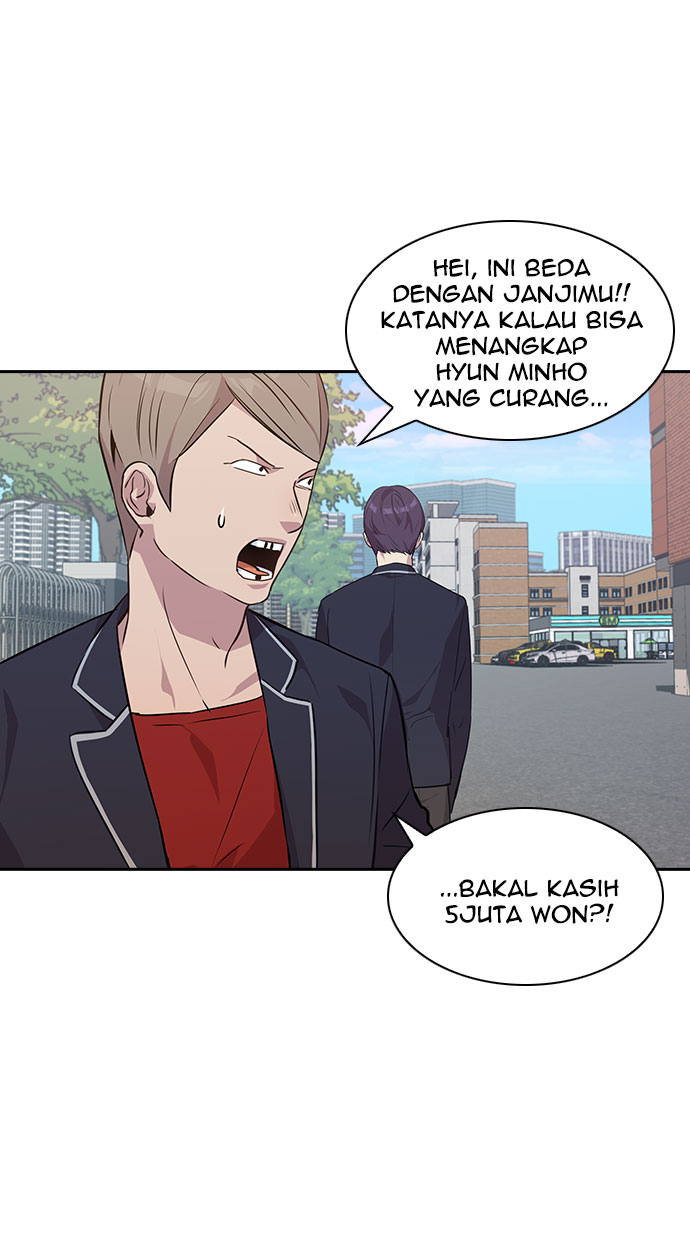 HEI, INI BEDA
DENGAN JANJIMU!!
KATANYA KALAU BISA
MENANGKAP
HYUN MINHO
YANG CURANG...
...BAKAL KASIH
5JUTA WON?!